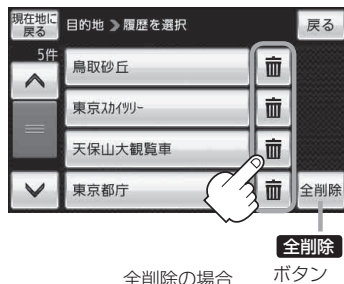 現在地に
戻る
目的地 》履歴を選択
戻る
5件
鳥取砂丘
東京ｽｶｲﾂﾘｰ
天保山大観覧車
東京都庁
全削除
全削除
ボタン
全削除の場合